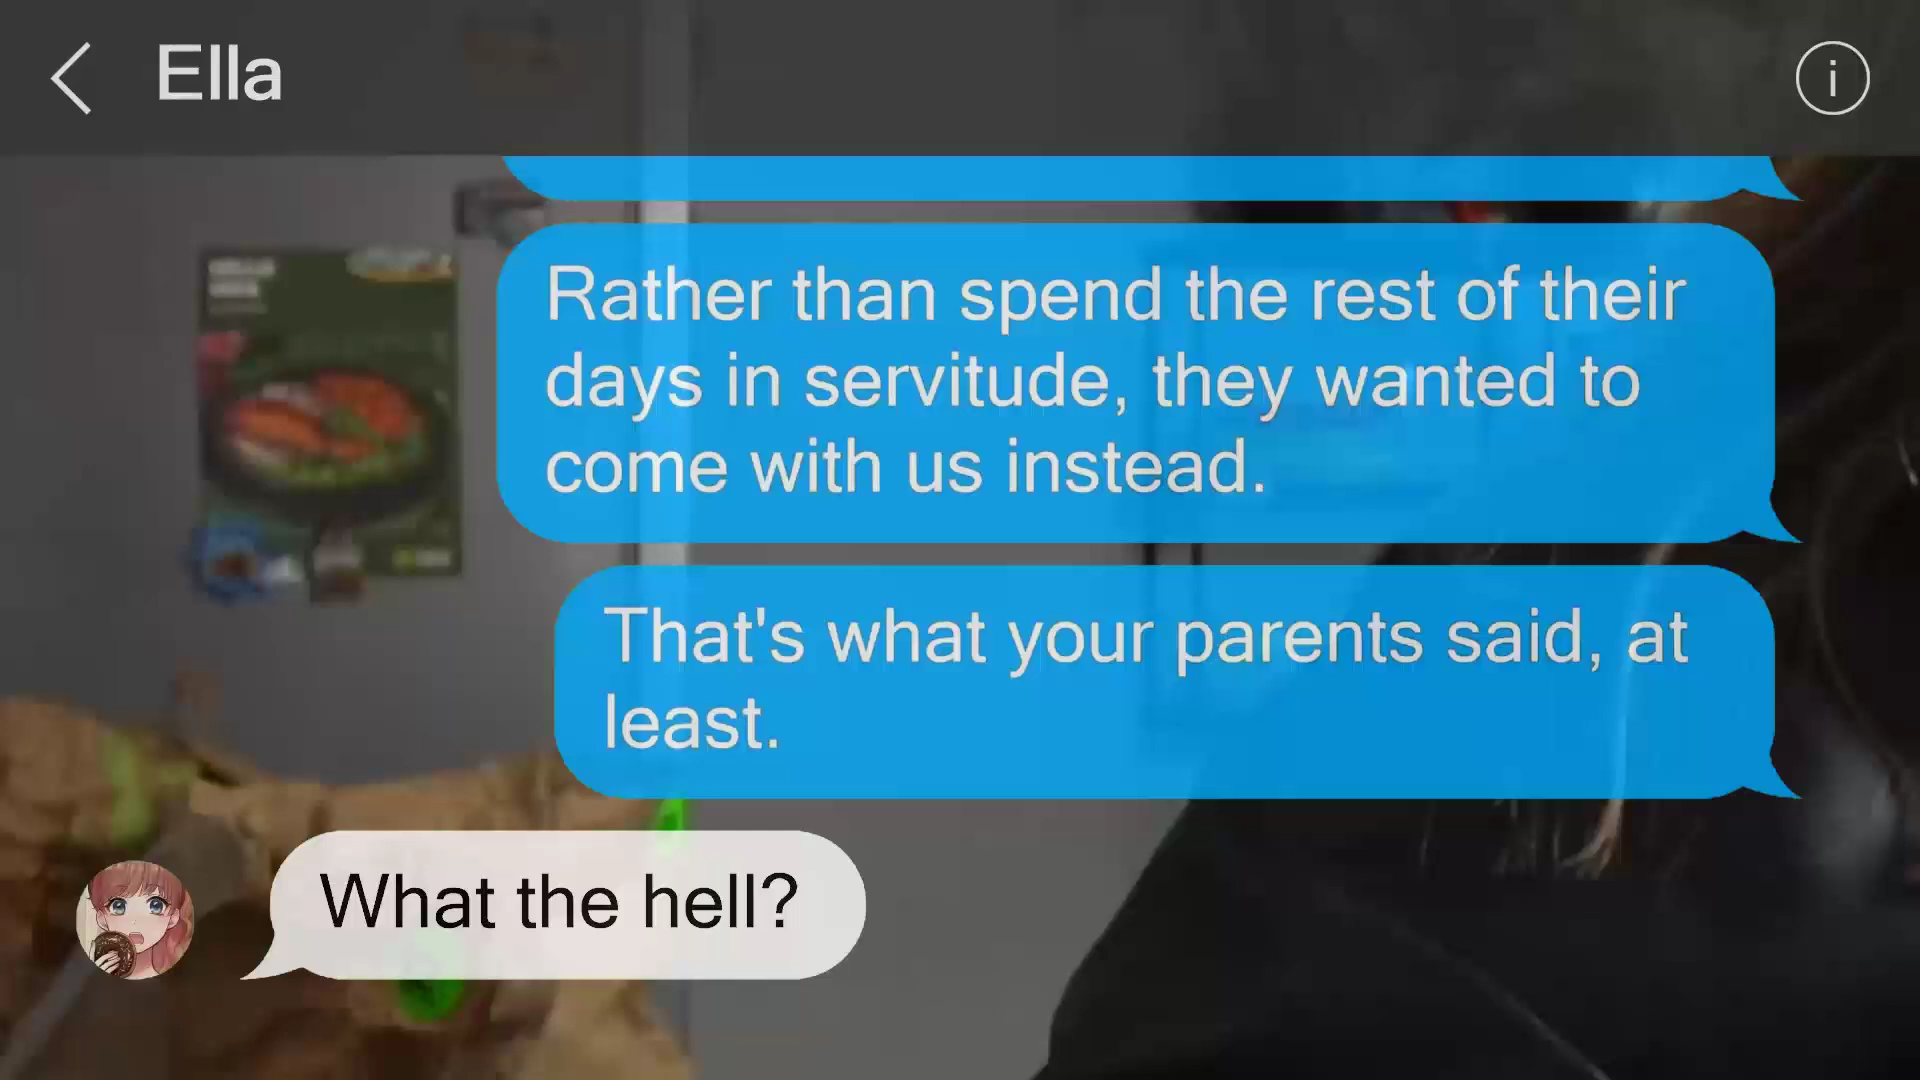 Ella
i
Rather than spend the rest of their
days in servitude, they wanted to
come with us instead.
That's what your parents said, at
least.
What the hell?